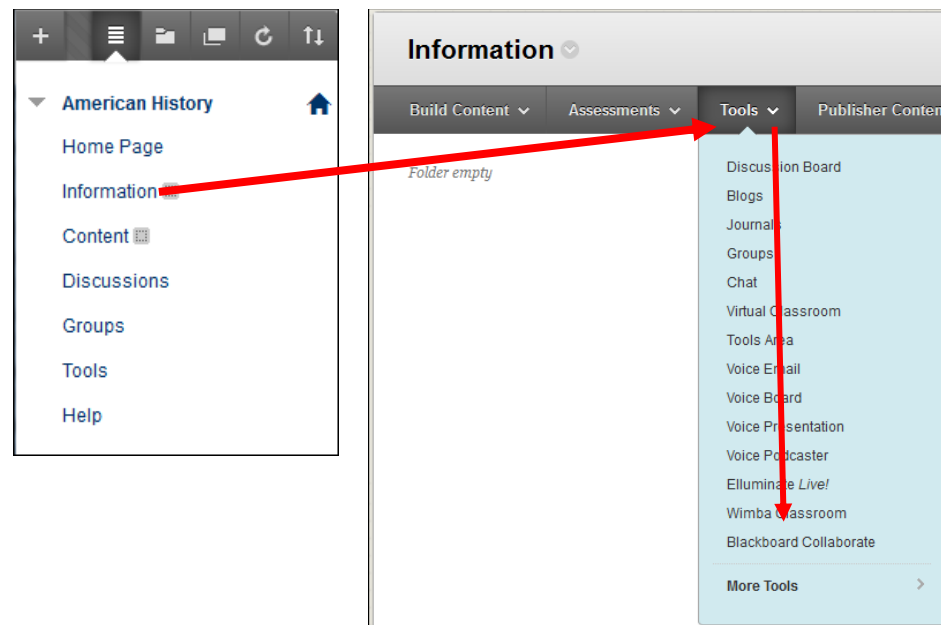 American History
Home Page
Information
Content
Discussions
Groups
Tools
Help
Information
Build Content
Assessments
Tools
Publisher Conten
Folder empty
Discussion Board
Blogs
Journals
Groups
Chat
Virtual Classroom
Tools Area
Voice Email
Voice Board
Voice Presentation
Voice Podcaster
Elluminate Live!
Wimba Classroom
Blackboard Collaborate
More Tools